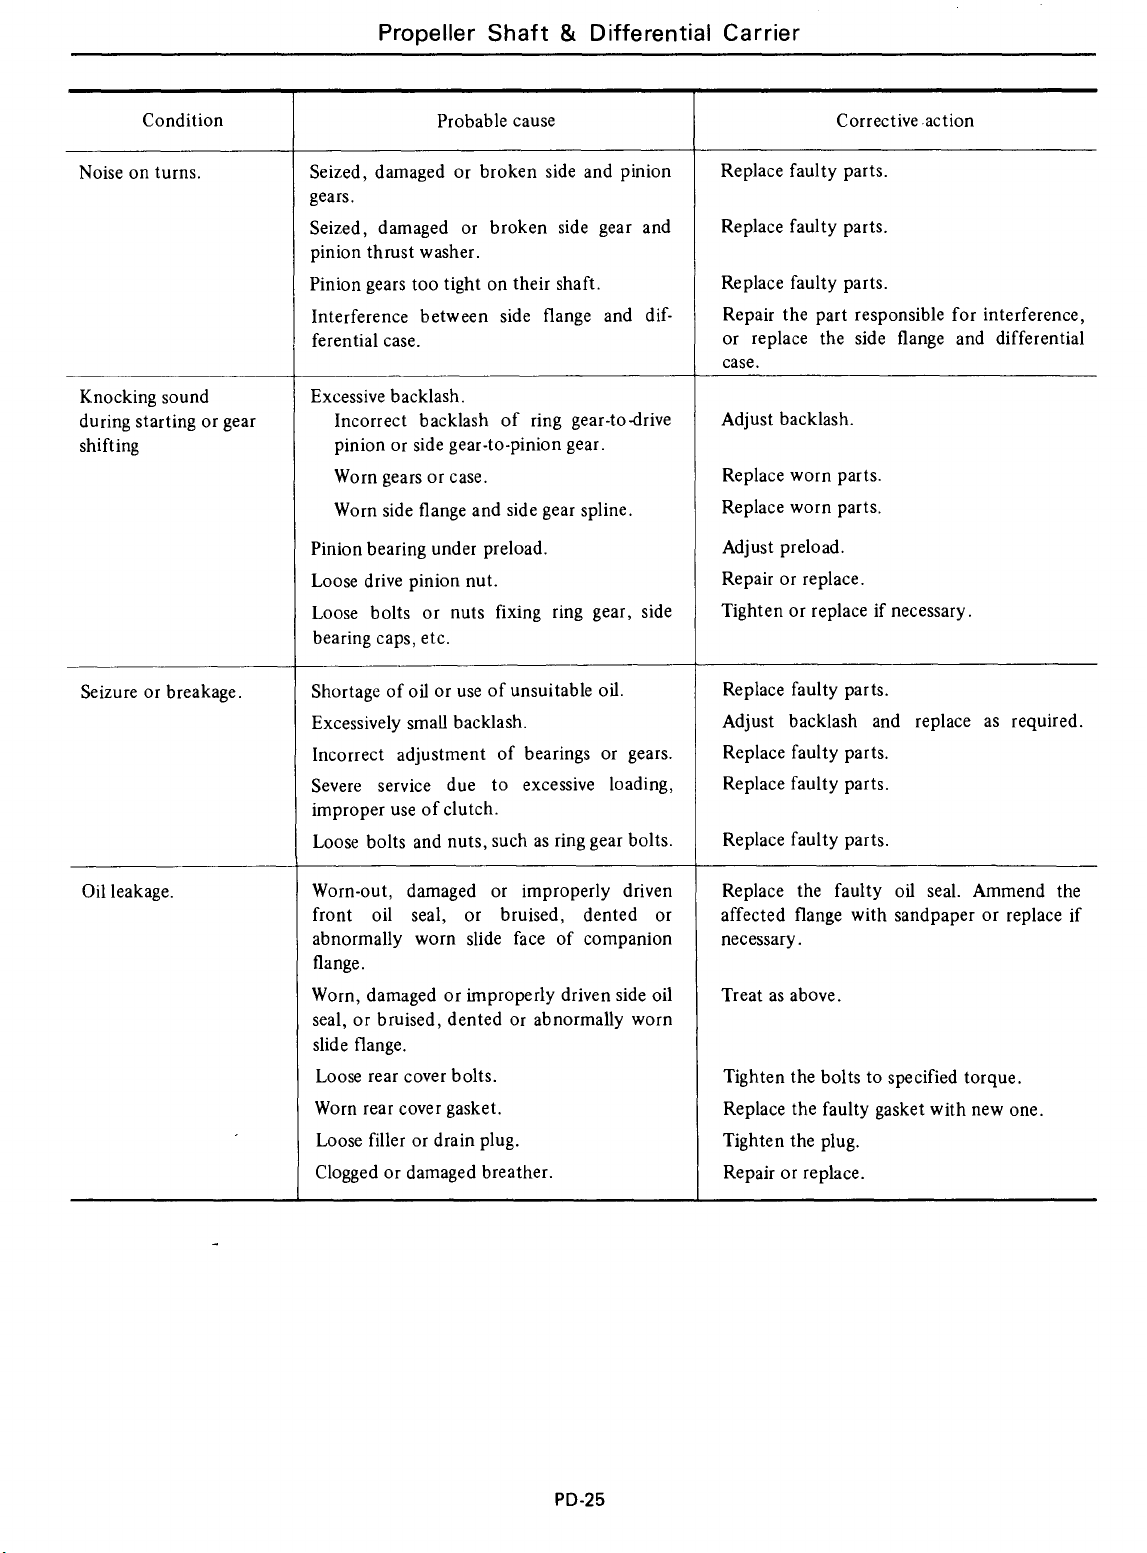 Propeller Shaft & Differential Carrier
Condition
Probable cause
Corrective action
Noise on turns.
Seized, damaged or broken side and pinion
gears.
Replace faulty parts.
Seized, damaged or broken side gear and
pinion thrust washer.
Replace faulty parts.
Pinion gears too tight on their shaft.
Replace faulty parts.
Interference between side flange and dif-
ferential case.
Repair the part responsible for interference,
or replace the side flange and differential
case.
Knocking sound
during starting or gear
shifting
Excessive backlash.
Incorrect backlash of ring gear-to-drive
pinion or side gear-to-pinion gear.
Adjust backlash.
Worn gears or case.
Replace worn parts.
Worn side flange and side gear spline.
Replace worn parts.
Pinion bearing under preload.
Adjust preload.
Loose drive pinion nut.
Repair or replace.
Loose bolts or nuts fixing ring gear, side
bearing caps, etc.
Tighten or replace if necessary.
Seizure or breakage.
Shortage of oil or use of unsuitable oil.
Replace faulty parts.
Excessively small backlash.
Adjust backlash and replace as required.
Incorrect adjustment of bearings or gears.
Replace faulty parts.
Severe service due to excessive loading,
improper use of clutch.
Replace faulty parts.
Loose bolts and nuts, such as ring gear bolts.
Replace faulty parts.
Oil leakage.
Worn-out, damaged or improperly driven
front oil seal, or bruised, dented or
abnormally worn slide face of companion
flange.
Replace the faulty oil seal. Ammend the
affected flange with sandpaper or replace if
necessary.
Worn, damaged or improperly driven side oil
seal, or bruised, dented or abnormally worn
slide flange.
Treat as above.
Loose rear cover bolts.
Tighten the bolts to specified torque.
Worn rear cover gasket.
Replace the faulty gasket with new one.
Loose filler or drain plug.
Tighten the plug.
Clogged or damaged breather.
Repair or replace.
PD-25